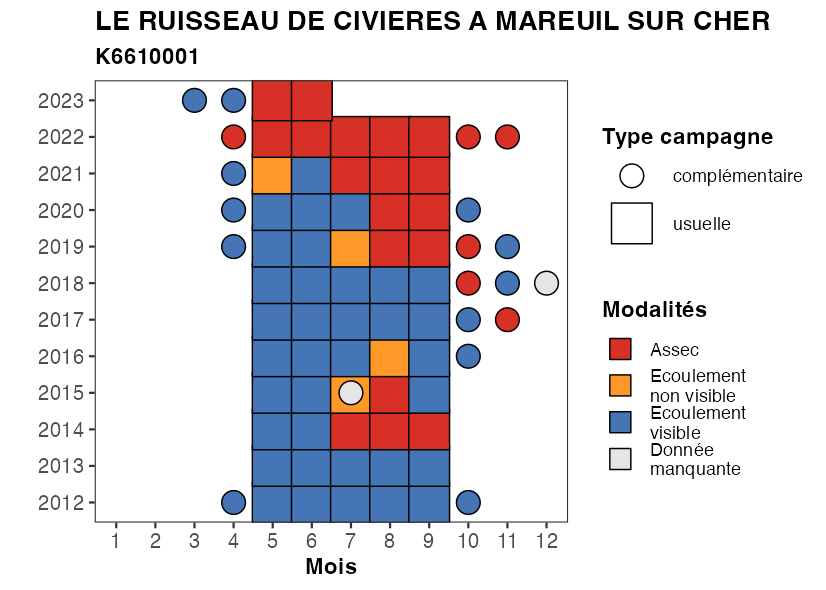 LE RUISSEAU DE CIVIERES A MAREUIL SUR CHER
K6610001
2023
2022
2021
2020
2019
2018
2017
2016
2015
2014
2013
2012
1 2 3 4 5 6 7 8 9 10 11 12
Mois
Type campagne
complémentaire
usuelle
Modalités
Assec
Ecoulement
non visible
Ecoulement
visible
Donnée
manquante